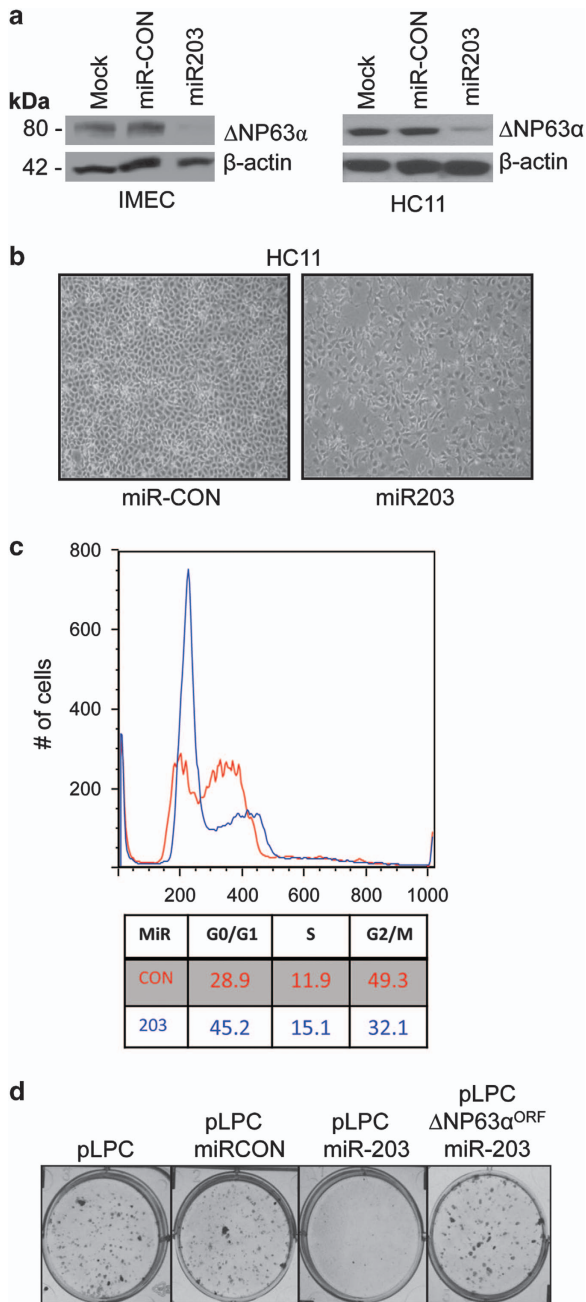 a
kDa
Mock
miR-CON
miR203
80 -
ΔNP63α
42 -
β-actin
IMEC
Mock
miR-CON
miR203
ΔNP63α
β-actin
HC11
b
HC11
miR-CON
miR203
c
# of cells
800
600
400
200
200 400 600 800 1000
MiR G0/G1 S G2/M
CON 28.9 11.9 49.3
203 45.2 15.1 32.1
d
pLPC
pLPC
miRCON
pLPC
miR-203
pLPC
ΔNP63αORF
miR-203